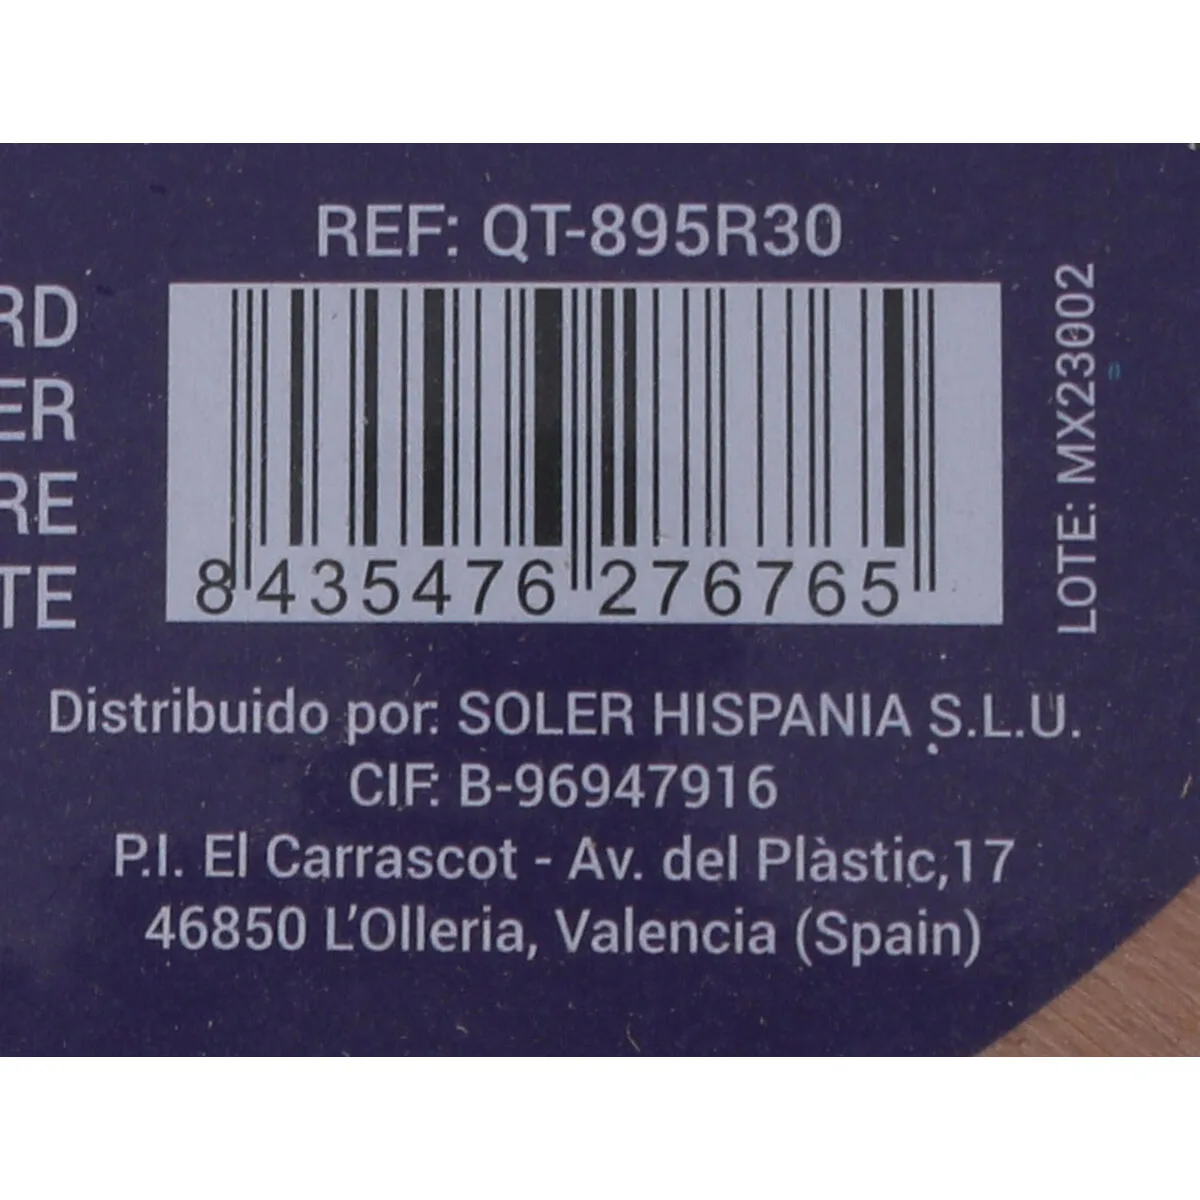 REF: QT-895R30
RD
ER
RE
TE
8 435476 276765
LOTE: MX23002
Distribuido por: SOLER HISPANIA S.L.U.
CIF: B-96947916
P.I. El Carrascot - Av. del Plàstic,17
46850 L'Olleria, Valencia (Spain)